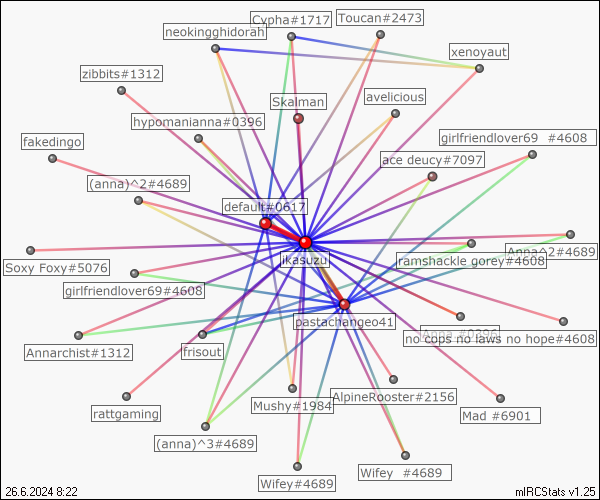 Cypha#1717
Toucan#2473
neokingghidorah
xenoyaut
zibbits#1312
Skalman
avelicious
hypomanianna#0396
fakedingo
girlfriendlover69 #4608
ace deucy#7097
(anna)^2#4689
default#0617
Anna^2#4689
ikasuzu
ramshackle gorey#4608
Soxy Foxy#5076
girlfriendlover69#4608
pastachangeo41
Anna #0396
no cops no laws no hope#4608
Annarchist#1312
frisout
AlpineRooster#2156
Mushy#1984
rattgaming
Mad #6901
(anna)^3#4689
Wifey #4689
Wifey#4689
26.6.2024 8:22
mIRCStats v1.25